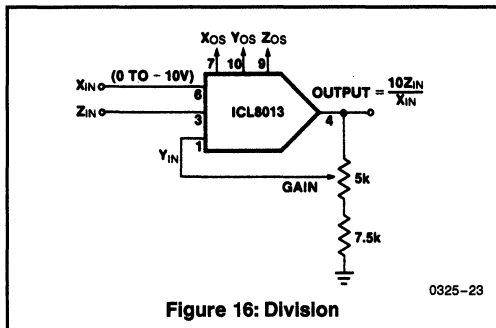 XOS YOS ZOS
7 10 9
XIN (0 TO - 10V)
6
ZIN
3
ICL8013
4
OUTPUT = 10ZIN
XIN
1
YIN
GAIN
5k
7.5k
0325-23
Figure 16: Division